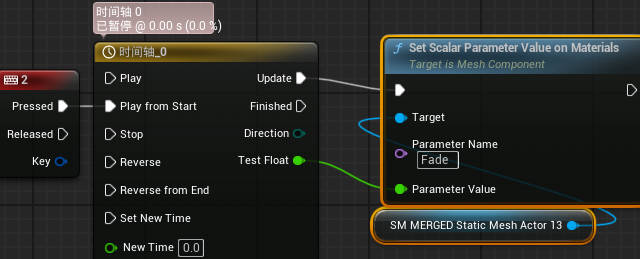 时间轴 0
已暂停 @ 0.00 s (0.0 %)
时间轴_0
Play
Update
Play from Start
Finished
Stop
Direction
Reverse
Test Float
Reverse from End
Set New Time
New Time 0.0
2
Pressed
Released
Key
Set Scalar Parameter Value on Materials
Target is Mesh Component
Target
Parameter Name
Fade
Parameter Value
SM MERGED Static Mesh Actor 13